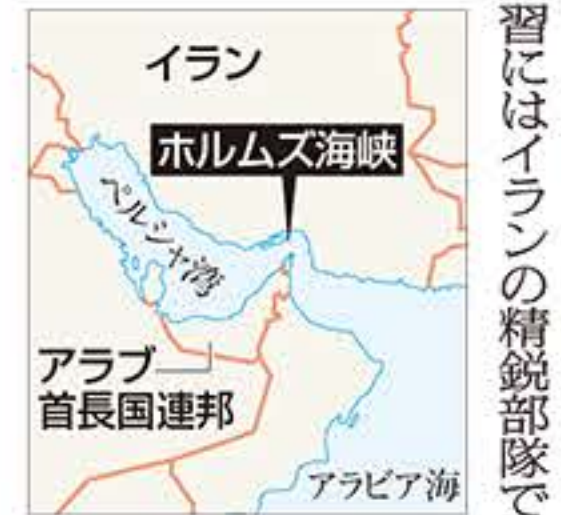 習にはイランの精鋭部隊で
イラン
ホルムズ海峡
ペルシャ湾
アラブ
首長国連邦
アラビア海